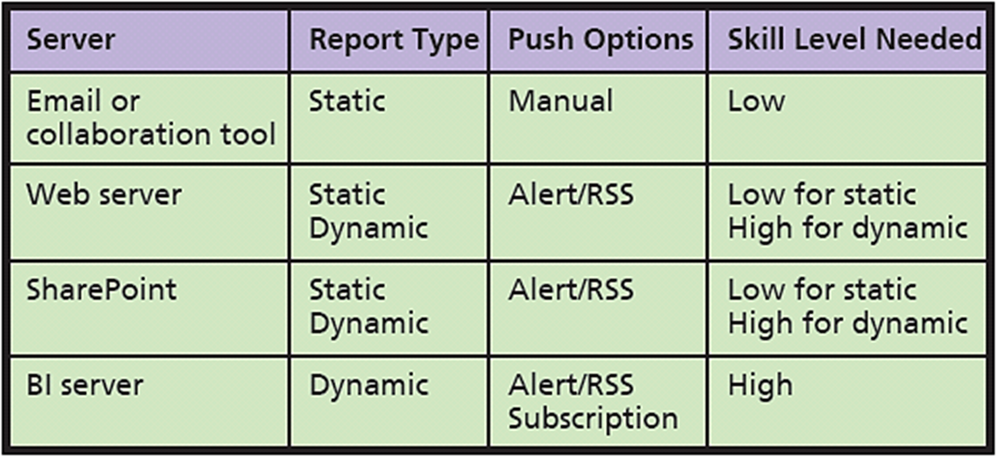 Server Report Type Push Options Skill Level Needed
Email or
collaboration tool
Static
Manual
Low
Web server
Static
Dynamic
Alert/RSS
Low for static
High for dynamic
SharePoint
Static
Dynamic
Alert/RSS
Low for static
High for dynamic
BI server
Dynamic
Alert/RSS
Subscription
High